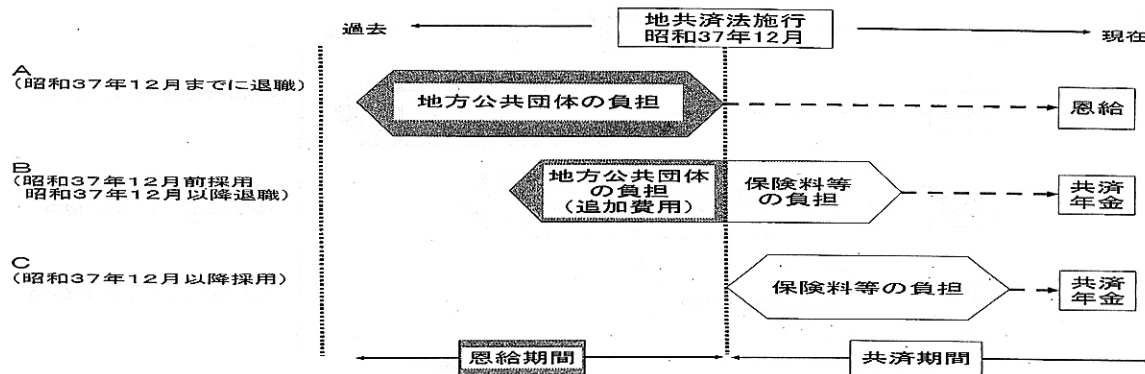 過去
地共済法施行
昭和37年12月
現在
A
(昭和37年12月までに退職)
地方公共団体の負担
恩給
B
(昭和37年12月前採用
昭和37年12月以降退職)
地方公共団体
の負担
(追加費用)
保険料等
の負担
共済
年金
C
(昭和37年12月以降採用)
保険料等の負担
共済
年金
恩給期間
共済期間